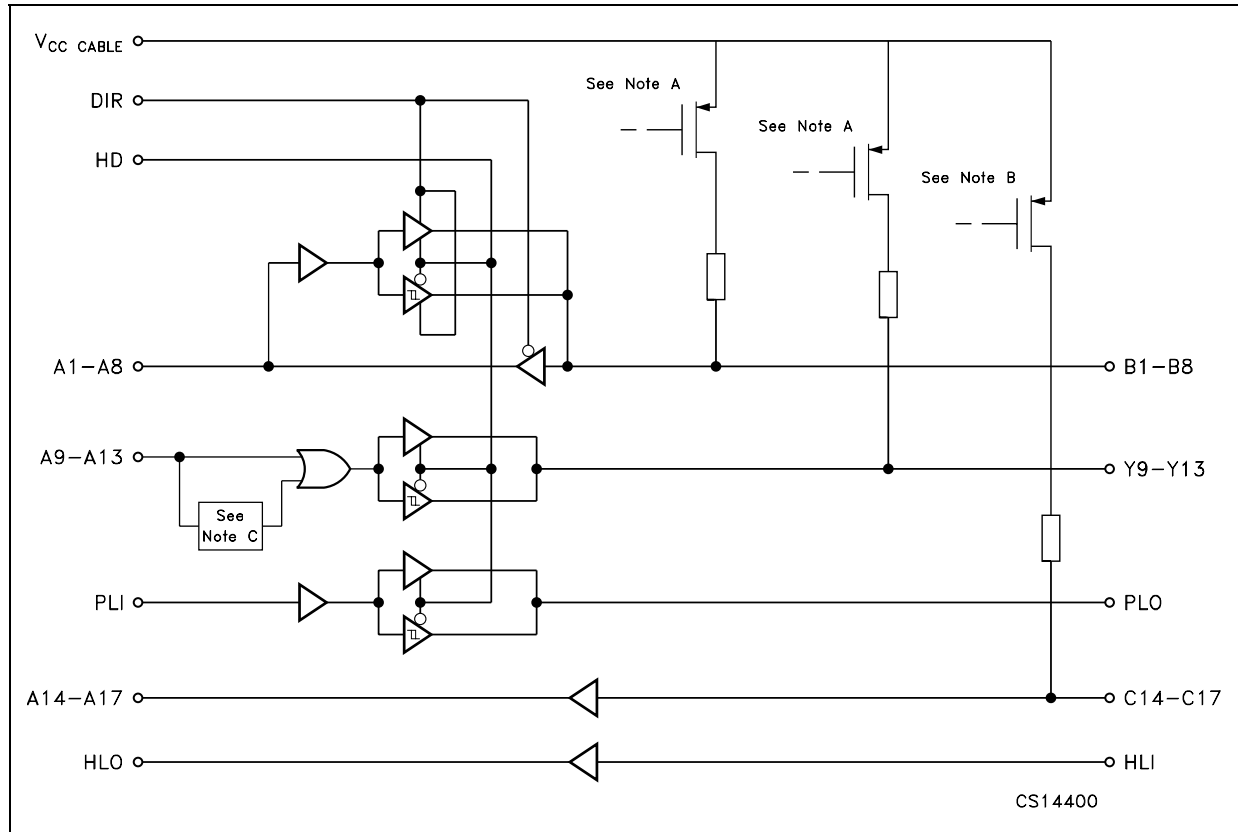 VCC CABLE
DIR
HD
See Note A
See Note A
See Note B
A1-A8
B1-B8
A9-A13
Y9-Y13
See
Note C
PLI
PLO
A14-A17
C14-C17
HLO
HLI
CS14400